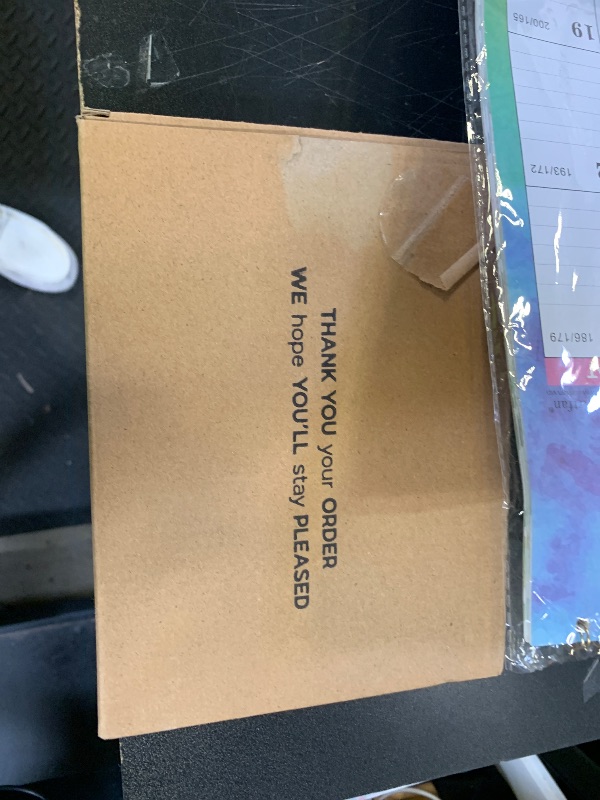 THANK YOU your ORDER
WE hope YOU'LL stay PLEASED
200/165
19
193/172
186/179